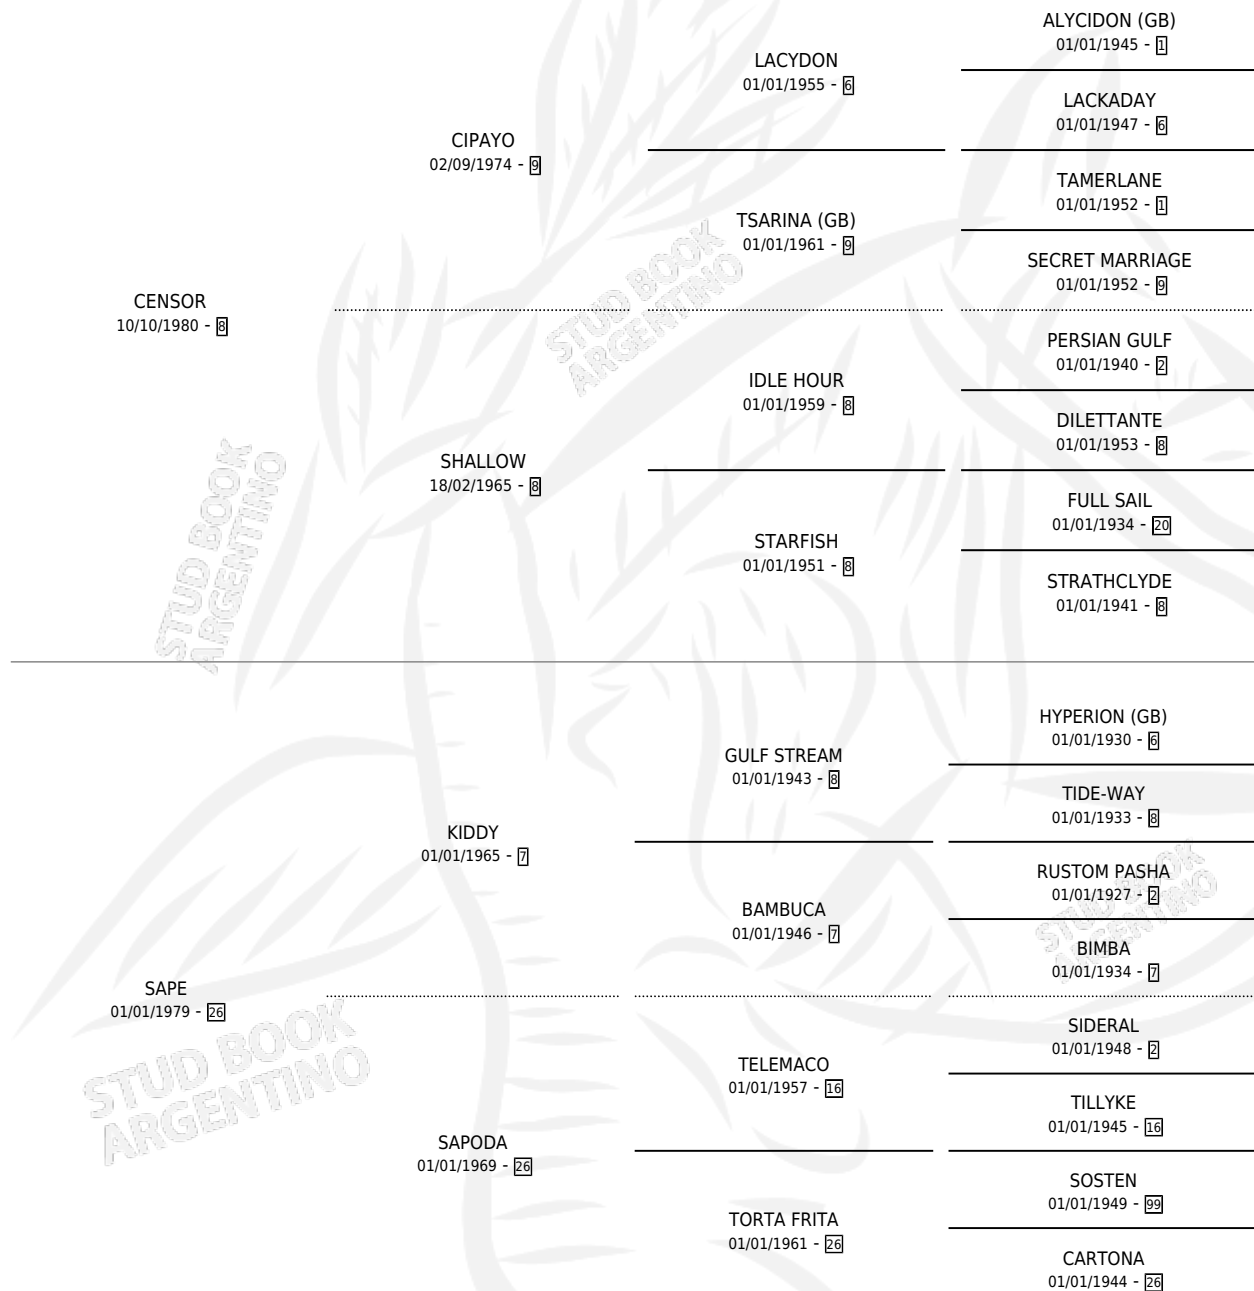 ALYCIDON (GB)
01/01/1945 - 1
LACYDON
01/01/1955 - 6
LACKADAY
01/01/1947 - 6
CIPAYO
02/09/1974 - 9
TAMERLANE
01/01/1952 - 1
TSARINA (GB)
01/01/1961 - 9
SECRET MARRIAGE
01/01/1952 - 9
CENSOR
10/10/1980 - 8
PERSIAN GULF
01/01/1940 - 2
IDLE HOUR
01/01/1959 - 8
DILETTANTE
01/01/1953 - 8
SHALLOW
18/02/1965 - 8
FULL SAIL
01/01/1934 - 20
STARFISH
01/01/1951 - 8
STRATHCLYDE
01/01/1941 - 8
HYPERION (GB)
01/01/1930 - 6
GULF STREAM
01/01/1943 - 8
TIDE-WAY
01/01/1933 - 8
KIDDY
01/01/1965 - 7
RUSTOM PASHA
01/01/1927 - 2
BAMBUCA
01/01/1946 - 7
BIMBA
01/01/1934 - 7
SAPE
01/01/1979 - 26
SIDERAL
01/01/1948 - 2
TELEMACO
01/01/1957 - 16
TILLYKE
01/01/1945 - 16
SAPODA
01/01/1969 - 26
SOSTEN
01/01/1949 - 99
TORTA FRITA
01/01/1961 - 26
CARTONA
01/01/1944 - 26
STUD BOOK
ARGENTINO
STUD BOOK
ARGENTINO
STUD BOOK
ARGENTINO
STUD BOOK
ARGENTINO